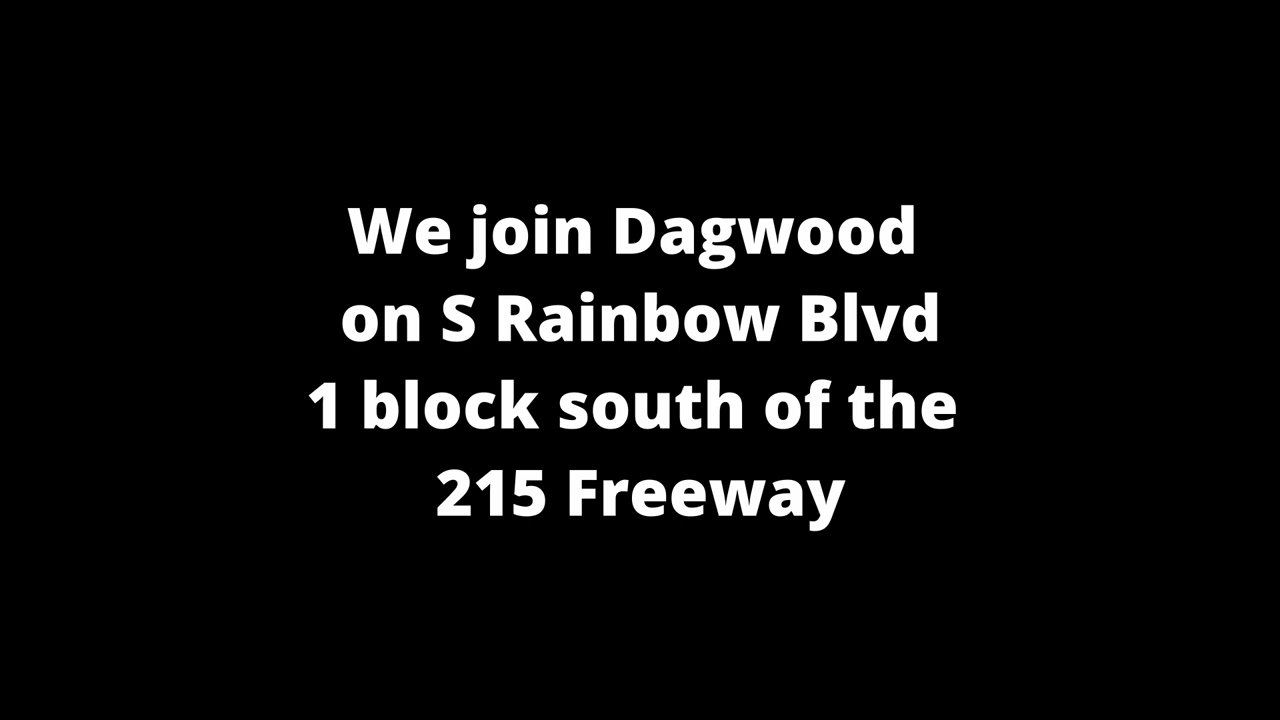 We join Dagwood
on S Rainbow Blvd
1 block south of the
215 Freeway